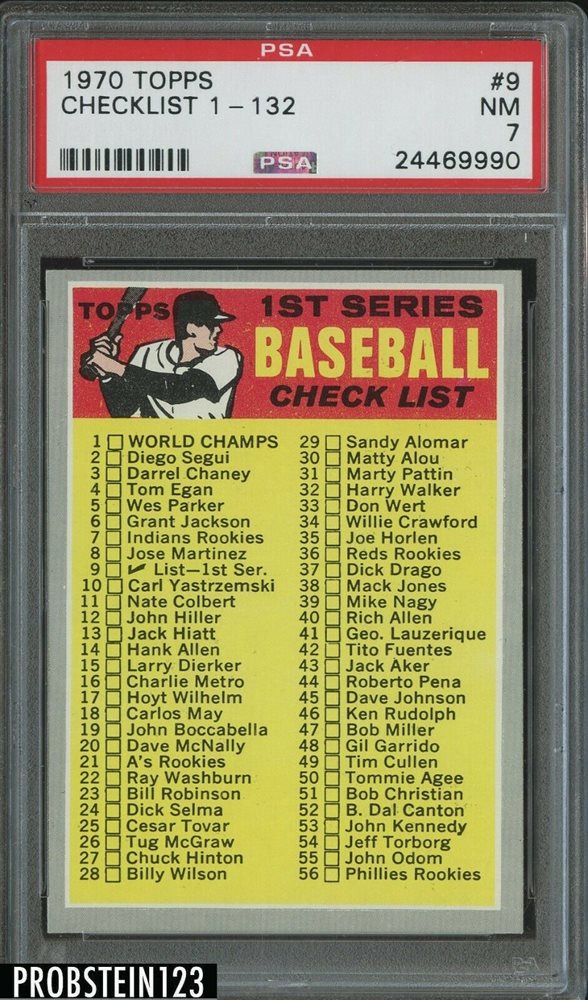 PSA
1970 TOPPS #9
CHECKLIST 1 – 132 NM
7
PSA 24469990
TOPPS 1ST SERIES
BASEBALL
CHECK LIST
1 WORLD CHAMPS
2 Diego Segui
3 Darrel Chaney
4 Tom Egan
5 Wes Parker
6 Grant Jackson
7 Indians Rookies
8 Jose Martinez
9 ✔ List—1st Ser.
10 Carl Yastrzemski
11 Nate Colbert
12 John Hiller
13 Jack Hiatt
14 Hank Allen
15 Larry Dierker
16 Charlie Metro
17 Hoyt Wilhelm
18 Carlos May
19 John Boccabella
20 Dave McNally
21 A's Rookies
22 Ray Washburn
23 Bill Robinson
24 Dick Selma
25 Cesar Tovar
26 Tug McGraw
27 Chuck Hinton
28 Billy Wilson
29 Sandy Alomar
30 Matty Alou
31 Marty Pattin
32 Harry Walker
33 Don Wert
34 Willie Crawford
35 Joe Horlen
36 Reds Rookies
37 Dick Drago
38 Mack Jones
39 Mike Nagy
40 Rich Allen
41 Geo. Lauzerique
42 Tito Fuentes
43 Jack Aker
44 Roberto Pena
45 Dave Johnson
46 Ken Rudolph
47 Bob Miller
48 Gil Garrido
49 Tim Cullen
50 Tommie Agee
51 Bob Christian
52 B. Dal Canton
53 John Kennedy
54 Jeff Torborg
55 John Odom
56 Phillies Rookies
PROBSTEIN123